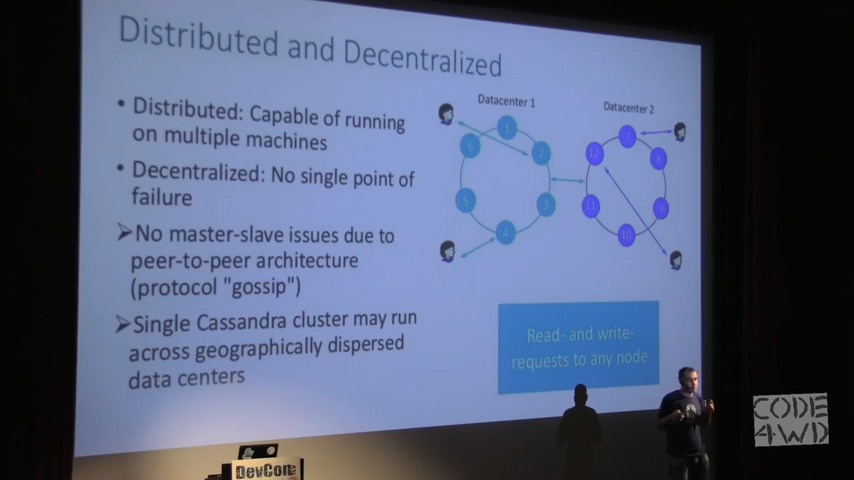 Distributed and Decentralized
• Distributed: Capable of running
on multiple machines
• Decentralized: No single point of
failure
➢No master-slave issues due to
peer-to-peer architecture
(protocol "gossip")
➢Single Cassandra cluster may run
across geographically dispersed
data centers
Datacenter 1
1
2
3
4
5
6
Datacenter 2
7
8
9
10
11
12
Read- and write-
requests to any node
DevCon
CODE
4WD